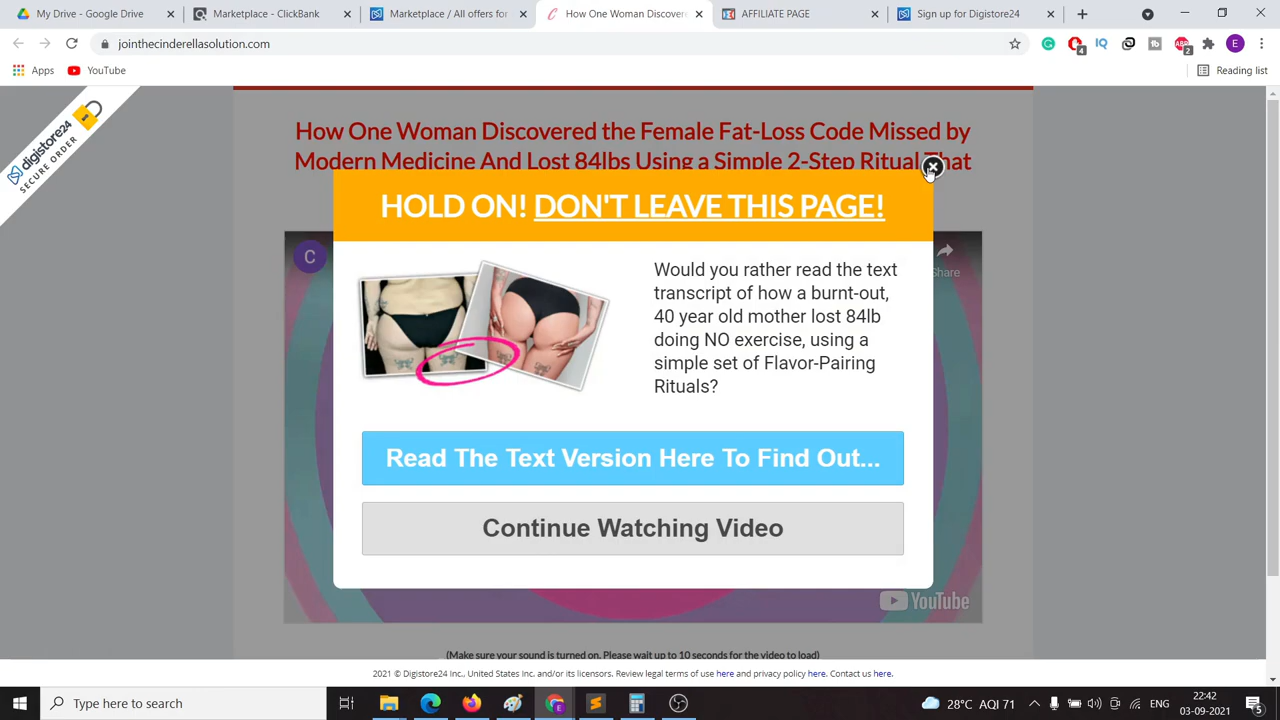 My Drive - Google Drive
Marketplace - ClickBank
Marketplace / All offers for
How One Woman Discover
AFFILIATE PAGE
Sign up for Digistore24
jointhecinderellasolution.com
4
IQ
ABP
2
E
Apps
YouTube
Reading list
digistore24
SECURE ORDER
How One Woman Discovered the Female Fat-Loss Code Missed by
Modern Medicine And Lost 84lbs Using a Simple 2-Step Ritual That
HOLD ON! DON'T LEAVE THIS PAGE!
C
Share
Would you rather read the text
transcript of how a burnt-out,
40 year old mother lost 84lb
doing NO exercise, using a
simple set of Flavor-Pairing
Rituals?
Read The Text Version Here To Find Out...
Continue Watching Video
YouTube
(Make sure your sound is turned on. Please wait up to 10 seconds for the video to load)
2021 © Digistore24 Inc., United States Inc. and/or its licensors. Review legal terms of use here and privacy policy here. Contact us here.
Type here to search
28°C AQI 71
ENG
22:42
03-09-2021
5